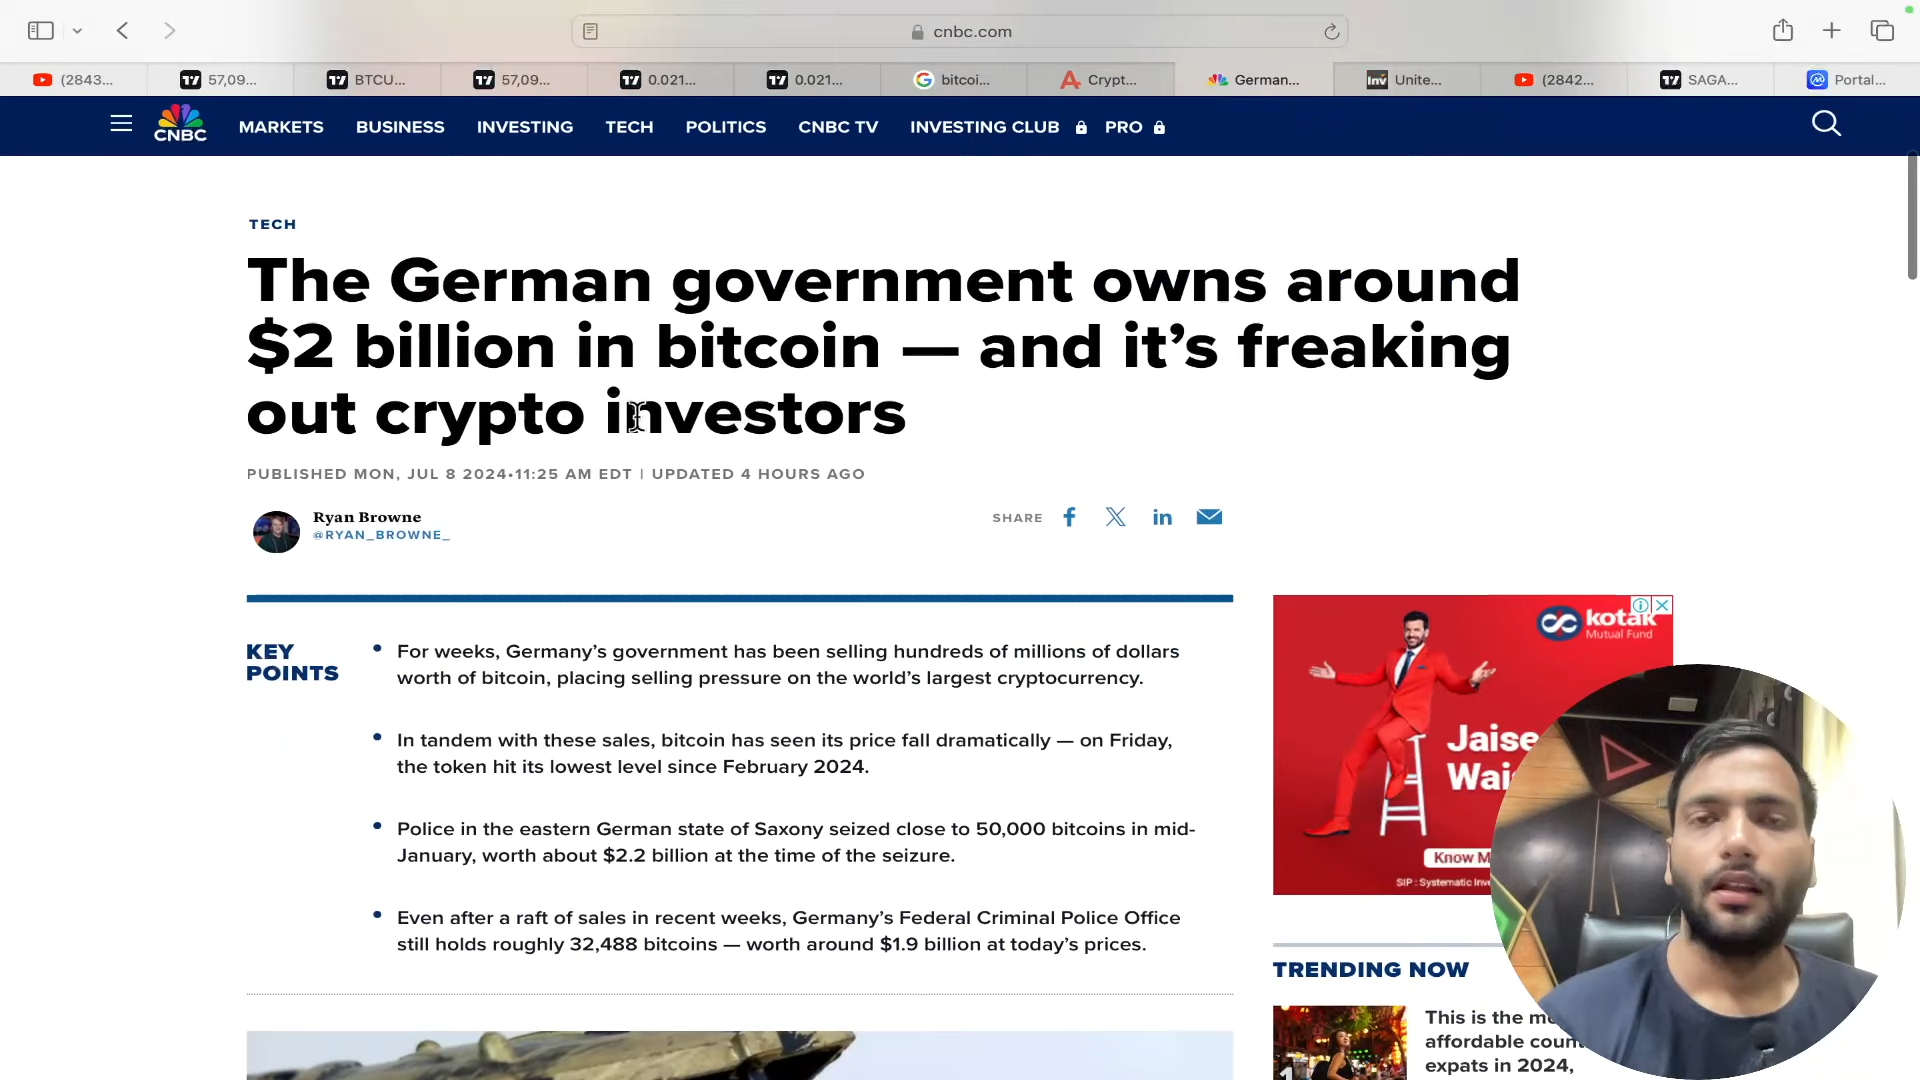 cnbc.com
(2843...
57,09...
BTCU...
57,09...
0.021...
0.021...
bitcoi...
Crypt...
German...
Inv
Unite...
(2842...
SAGA...
Portal...
CNBC
MARKETS
BUSINESS
INVESTING
TECH
POLITICS
CNBC TV
INVESTING CLUB
PRO
TECH
The German government owns around
$2 billion in bitcoin — and it’s freaking
out crypto investors
PUBLISHED MON, JUL 8 2024•11:25 AM EDT | UPDATED 4 HOURS AGO
Ryan Browne
@RYAN_BROWNE_
SHARE
KEY
POINTS
• For weeks, Germany’s government has been selling hundreds of millions of dollars
worth of bitcoin, placing selling pressure on the world’s largest cryptocurrency.
• In tandem with these sales, bitcoin has seen its price fall dramatically — on Friday,
the token hit its lowest level since February 2024.
• Police in the eastern German state of Saxony seized close to 50,000 bitcoins in mid-
January, worth about $2.2 billion at the time of the seizure.
• Even after a raft of sales in recent weeks, Germany’s Federal Criminal Police Office
still holds roughly 32,488 bitcoins — worth around $1.9 billion at today’s prices.
kotak
Mutual Fund
Jaise
Know M
SIP : Systematic Inve
TRENDING NOW
1
This is the mo
affordable coun
expats in 2024,